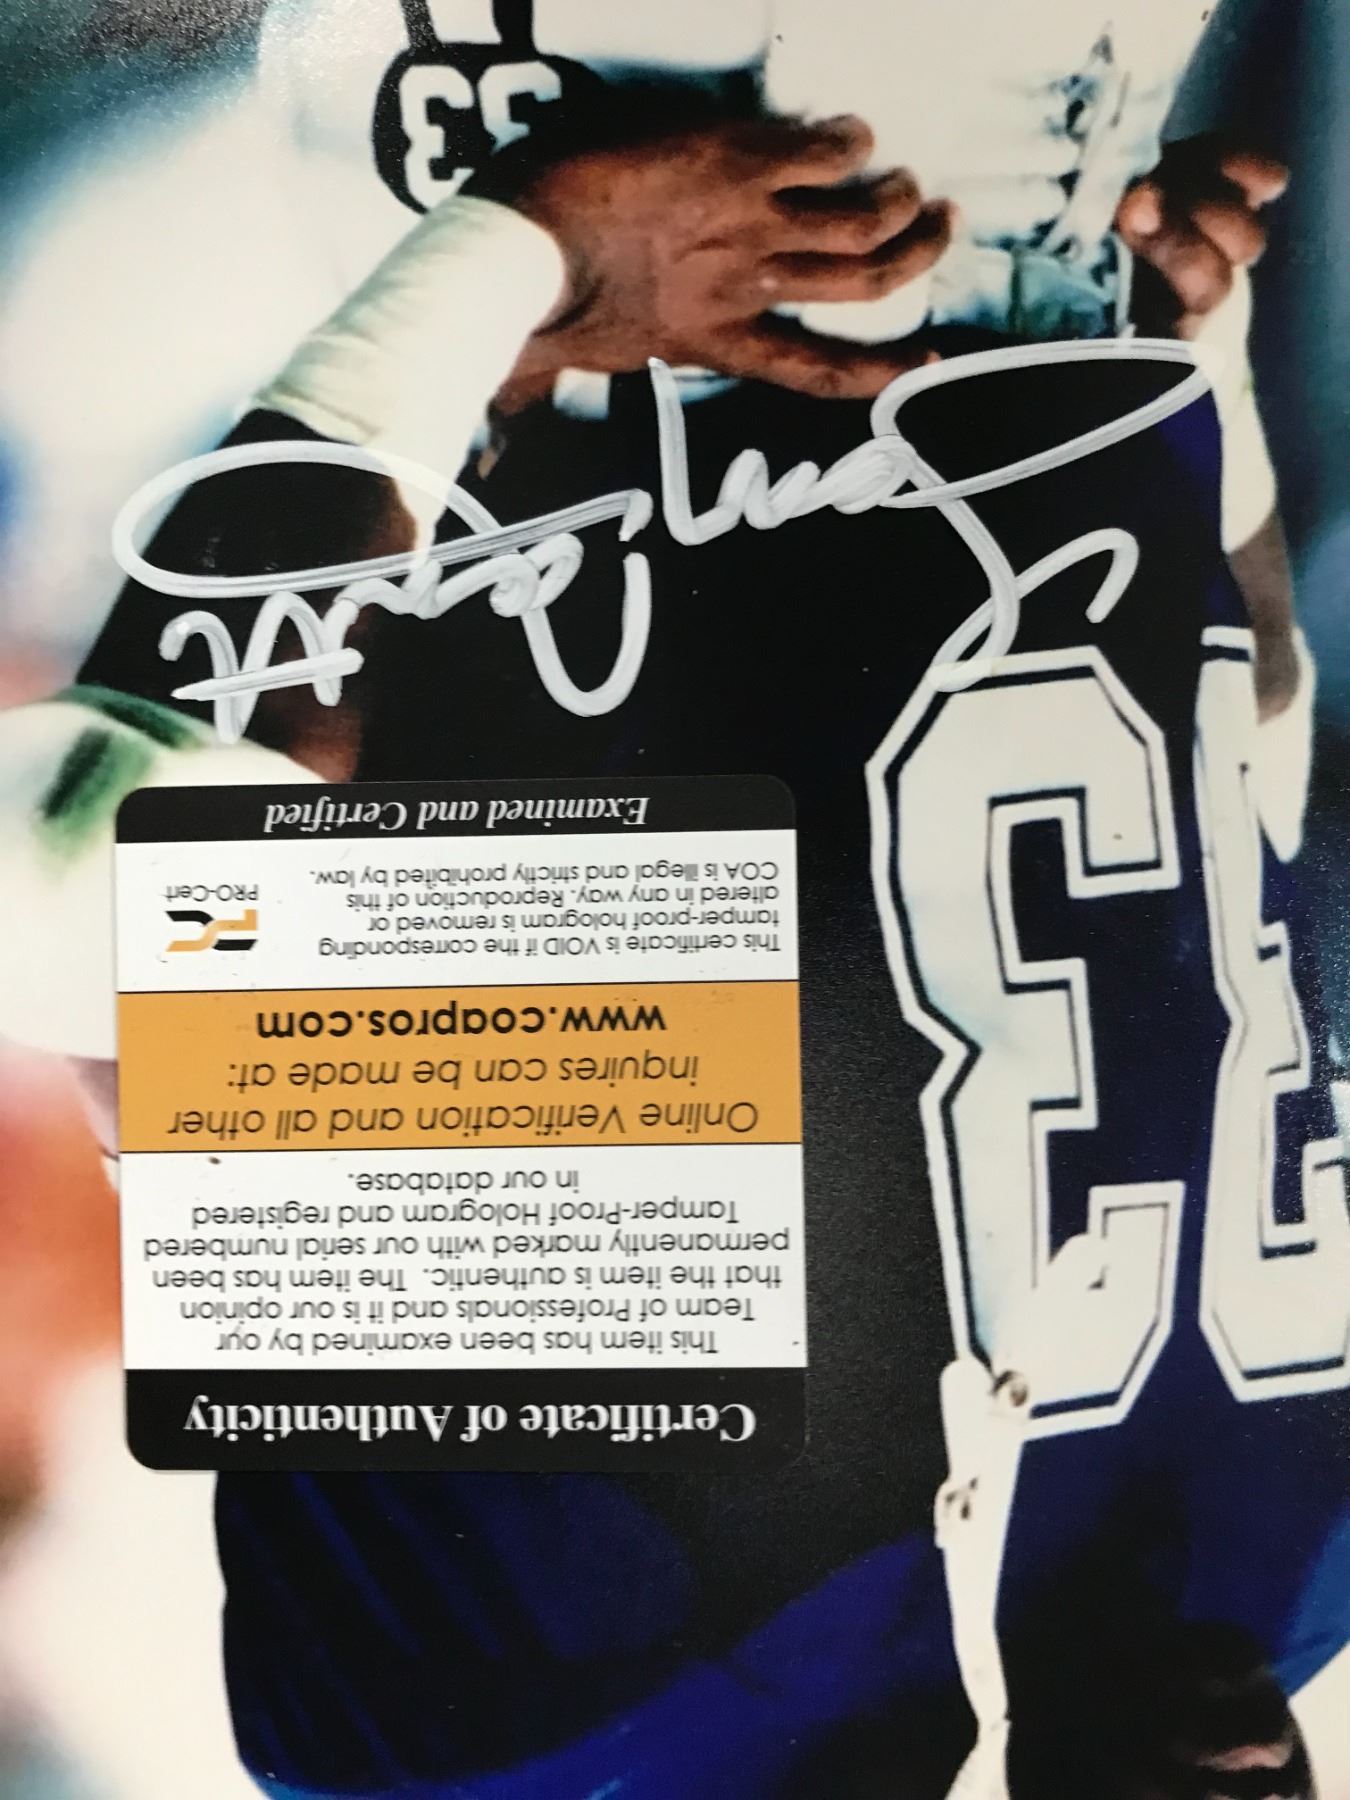 Certificate of Authenticity
This item has been examined by our
Team of Professionals and it is our opinion
that the item is authentic. The item has been
permanently marked with our serial numbered
Tamper-Proof Hologram and registered
in our database.
Online Verification and all other
inquires can be made at:
www.coapros.com
This certificate is VOID if the corresponding
tamper-proof hologram is removed or
altered in any way. Reproduction of this
COA is illegal and strictly prohibited by law.
PC
PRO-Cert
Examined and Certified
33
33